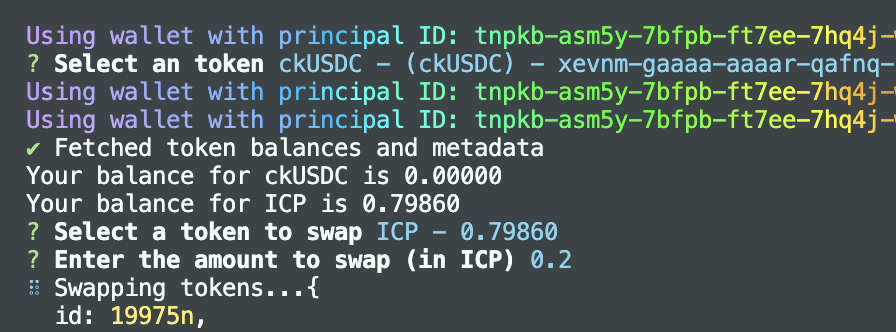 Using wallet with principal ID: tnpkb-asm5y-7bfpb-ft7ee-7hq4j-w
? Select an token ckUSDC - (ckUSDC) - xevnm-gaaaa-aaaar-qafnq-
Using wallet with principal ID: tnpkb-asm5y-7bfpb-ft7ee-7hq4j-w
Using wallet with principal ID: tnpkb-asm5y-7bfpb-ft7ee-7hq4j-w
✔ Fetched token balances and metadata
Your balance for ckUSDC is 0.00000
Your balance for ICP is 0.79860
? Select a token to swap ICP - 0.79860
? Enter the amount to swap (in ICP) 0.2
⠿ Swapping tokens...{
id: 19975n,